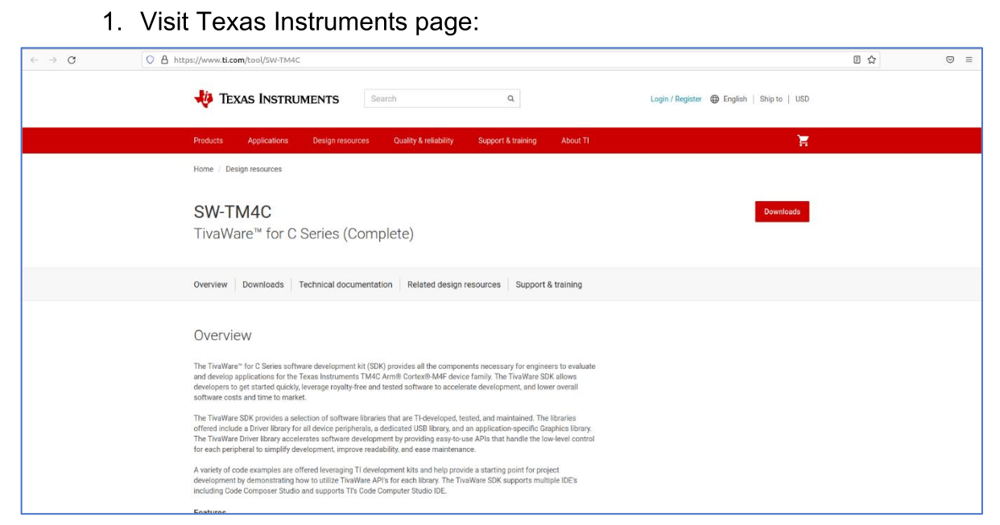 1. Visit Texas Instruments page:
https://www.ti.com/tool/SW-TM4C
TEXAS INSTRUMENTS
Search
Login / Register English | Ship to | USD
Products Applications Design resources Quality & reliability Support & training About TI
Home / Design resources
SW-TM4C
Downloads
TivaWare™ for C Series (Complete)
Overview Downloads Technical documentation Related design resources Support & training
Overview
The TivaWare™ for C Series software development kit (SDK) provides all the components necessary for engineers to evaluate
and develop applications for the Texas Instruments TM4C Arm® Cortex®-M4F device family. The TivaWare SDK allows
developers to get started quickly, leverage royalty-free and tested software to accelerate development, and lower overall
software costs and time to market.
The TivaWare SDK provides a selection of software libraries that are TI-developed, tested, and maintained. The libraries
offered include a Driver library for all device peripherals, a dedicated USB library, and an application-specific Graphics library.
The TivaWare Driver library accelerates software development by providing easy-to-use APIs that handle the low-level control
for each peripheral to simplify development, improve readability, and ease maintenance.
A variety of code examples are offered leveraging TI development kits and help provide a starting point for project
development by demonstrating how to utilize TivaWare API's for each library. The TivaWare SDK supports multiple IDE's
including Code Composer Studio and supports TI's Code Computer Studio IDE.
Features